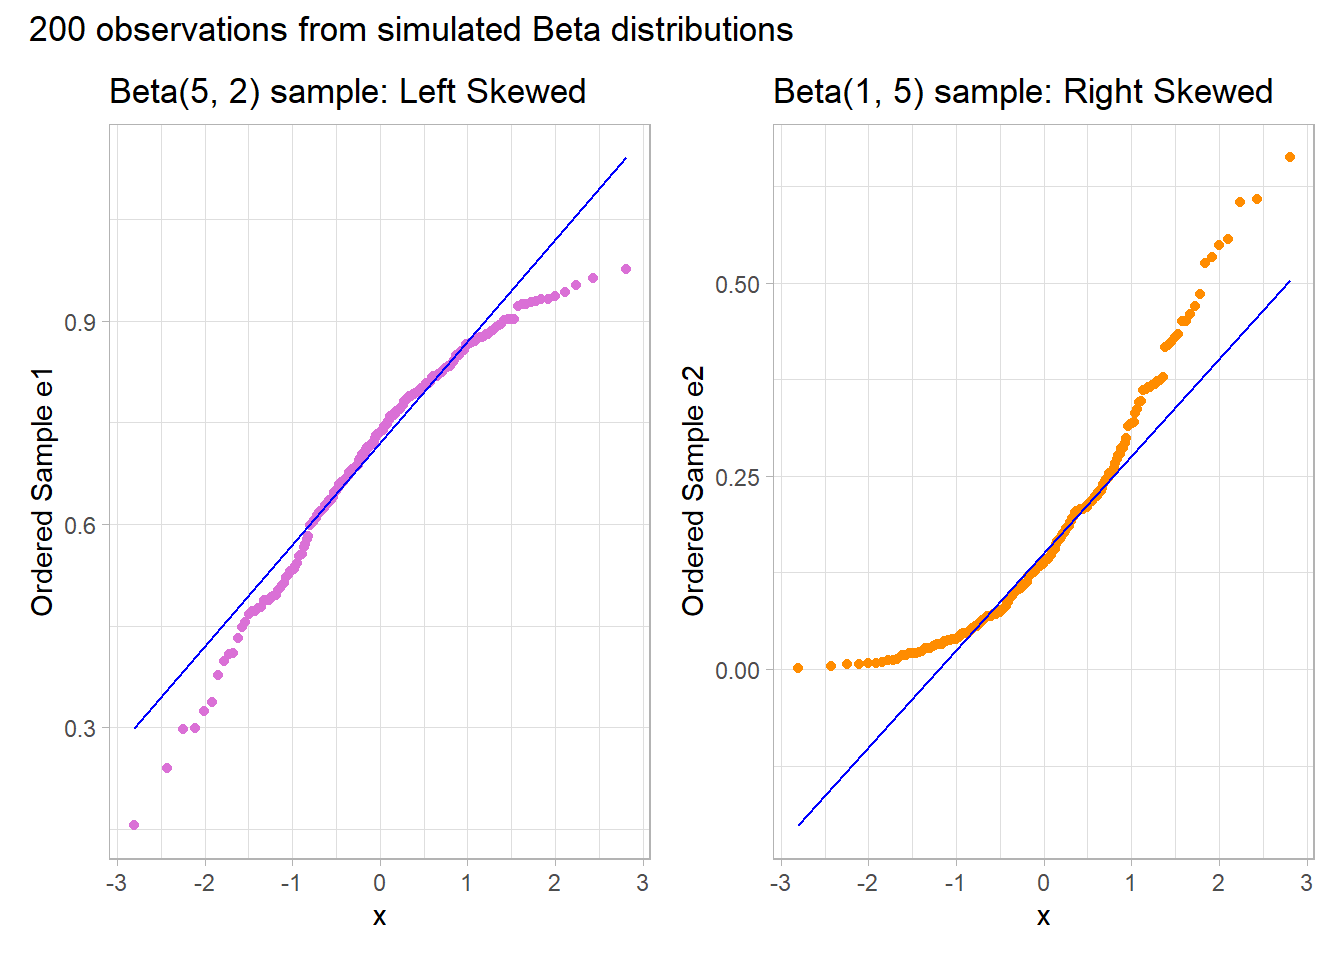 200 observations from simulated Beta distributions
Beta(5, 2) sample: Left Skewed
Ordered Sample e1
0.9
0.6
0.3
-3 -2 -1 0 1 2 3
x
Beta(1, 5) sample: Right Skewed
Ordered Sample e2
0.50
0.25
0.00
-3 -2 -1 0 1 2 3
x